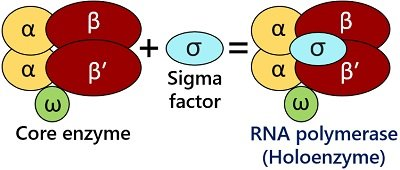 α β
α β′
ω
Core enzyme
+
σ
Sigma
factor
=
α β
σ
α β′
ω
RNA polymerase
(Holoenzyme)